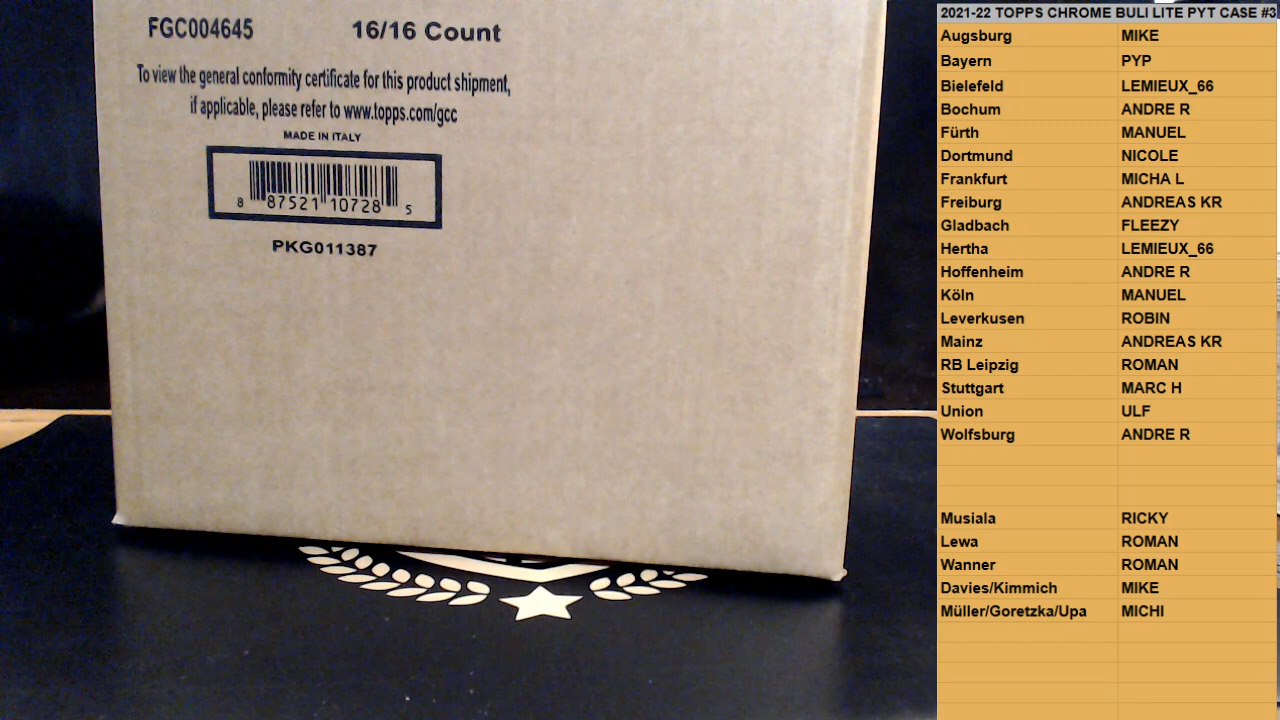 FGC004645 16/16 Count
To view the general conformity certificate for this product shipment,
if applicable, please refer to www.topps.com/gcc
MADE IN ITALY
8 87521 10728 5
PKG011387
2021-22 TOPPS CHROME BULI LITE PYT CASE #3
Augsburg MIKE
Bayern PYP
Bielefeld LEMIEUX_66
Bochum ANDRE R
Fürth MANUEL
Dortmund NICOLE
Frankfurt MICHA L
Freiburg ANDREAS KR
Gladbach FLEEZY
Hertha LEMIEUX_66
Hoffenheim ANDRE R
Köln MANUEL
Leverkusen ROBIN
Mainz ANDREAS KR
RB Leipzig ROMAN
Stuttgart MARC H
Union ULF
Wolfsburg ANDRE R
Musiala RICKY
Lewa ROMAN
Wanner ROMAN
Davies/Kimmich MIKE
Müller/Goretzka/Upa MICHI